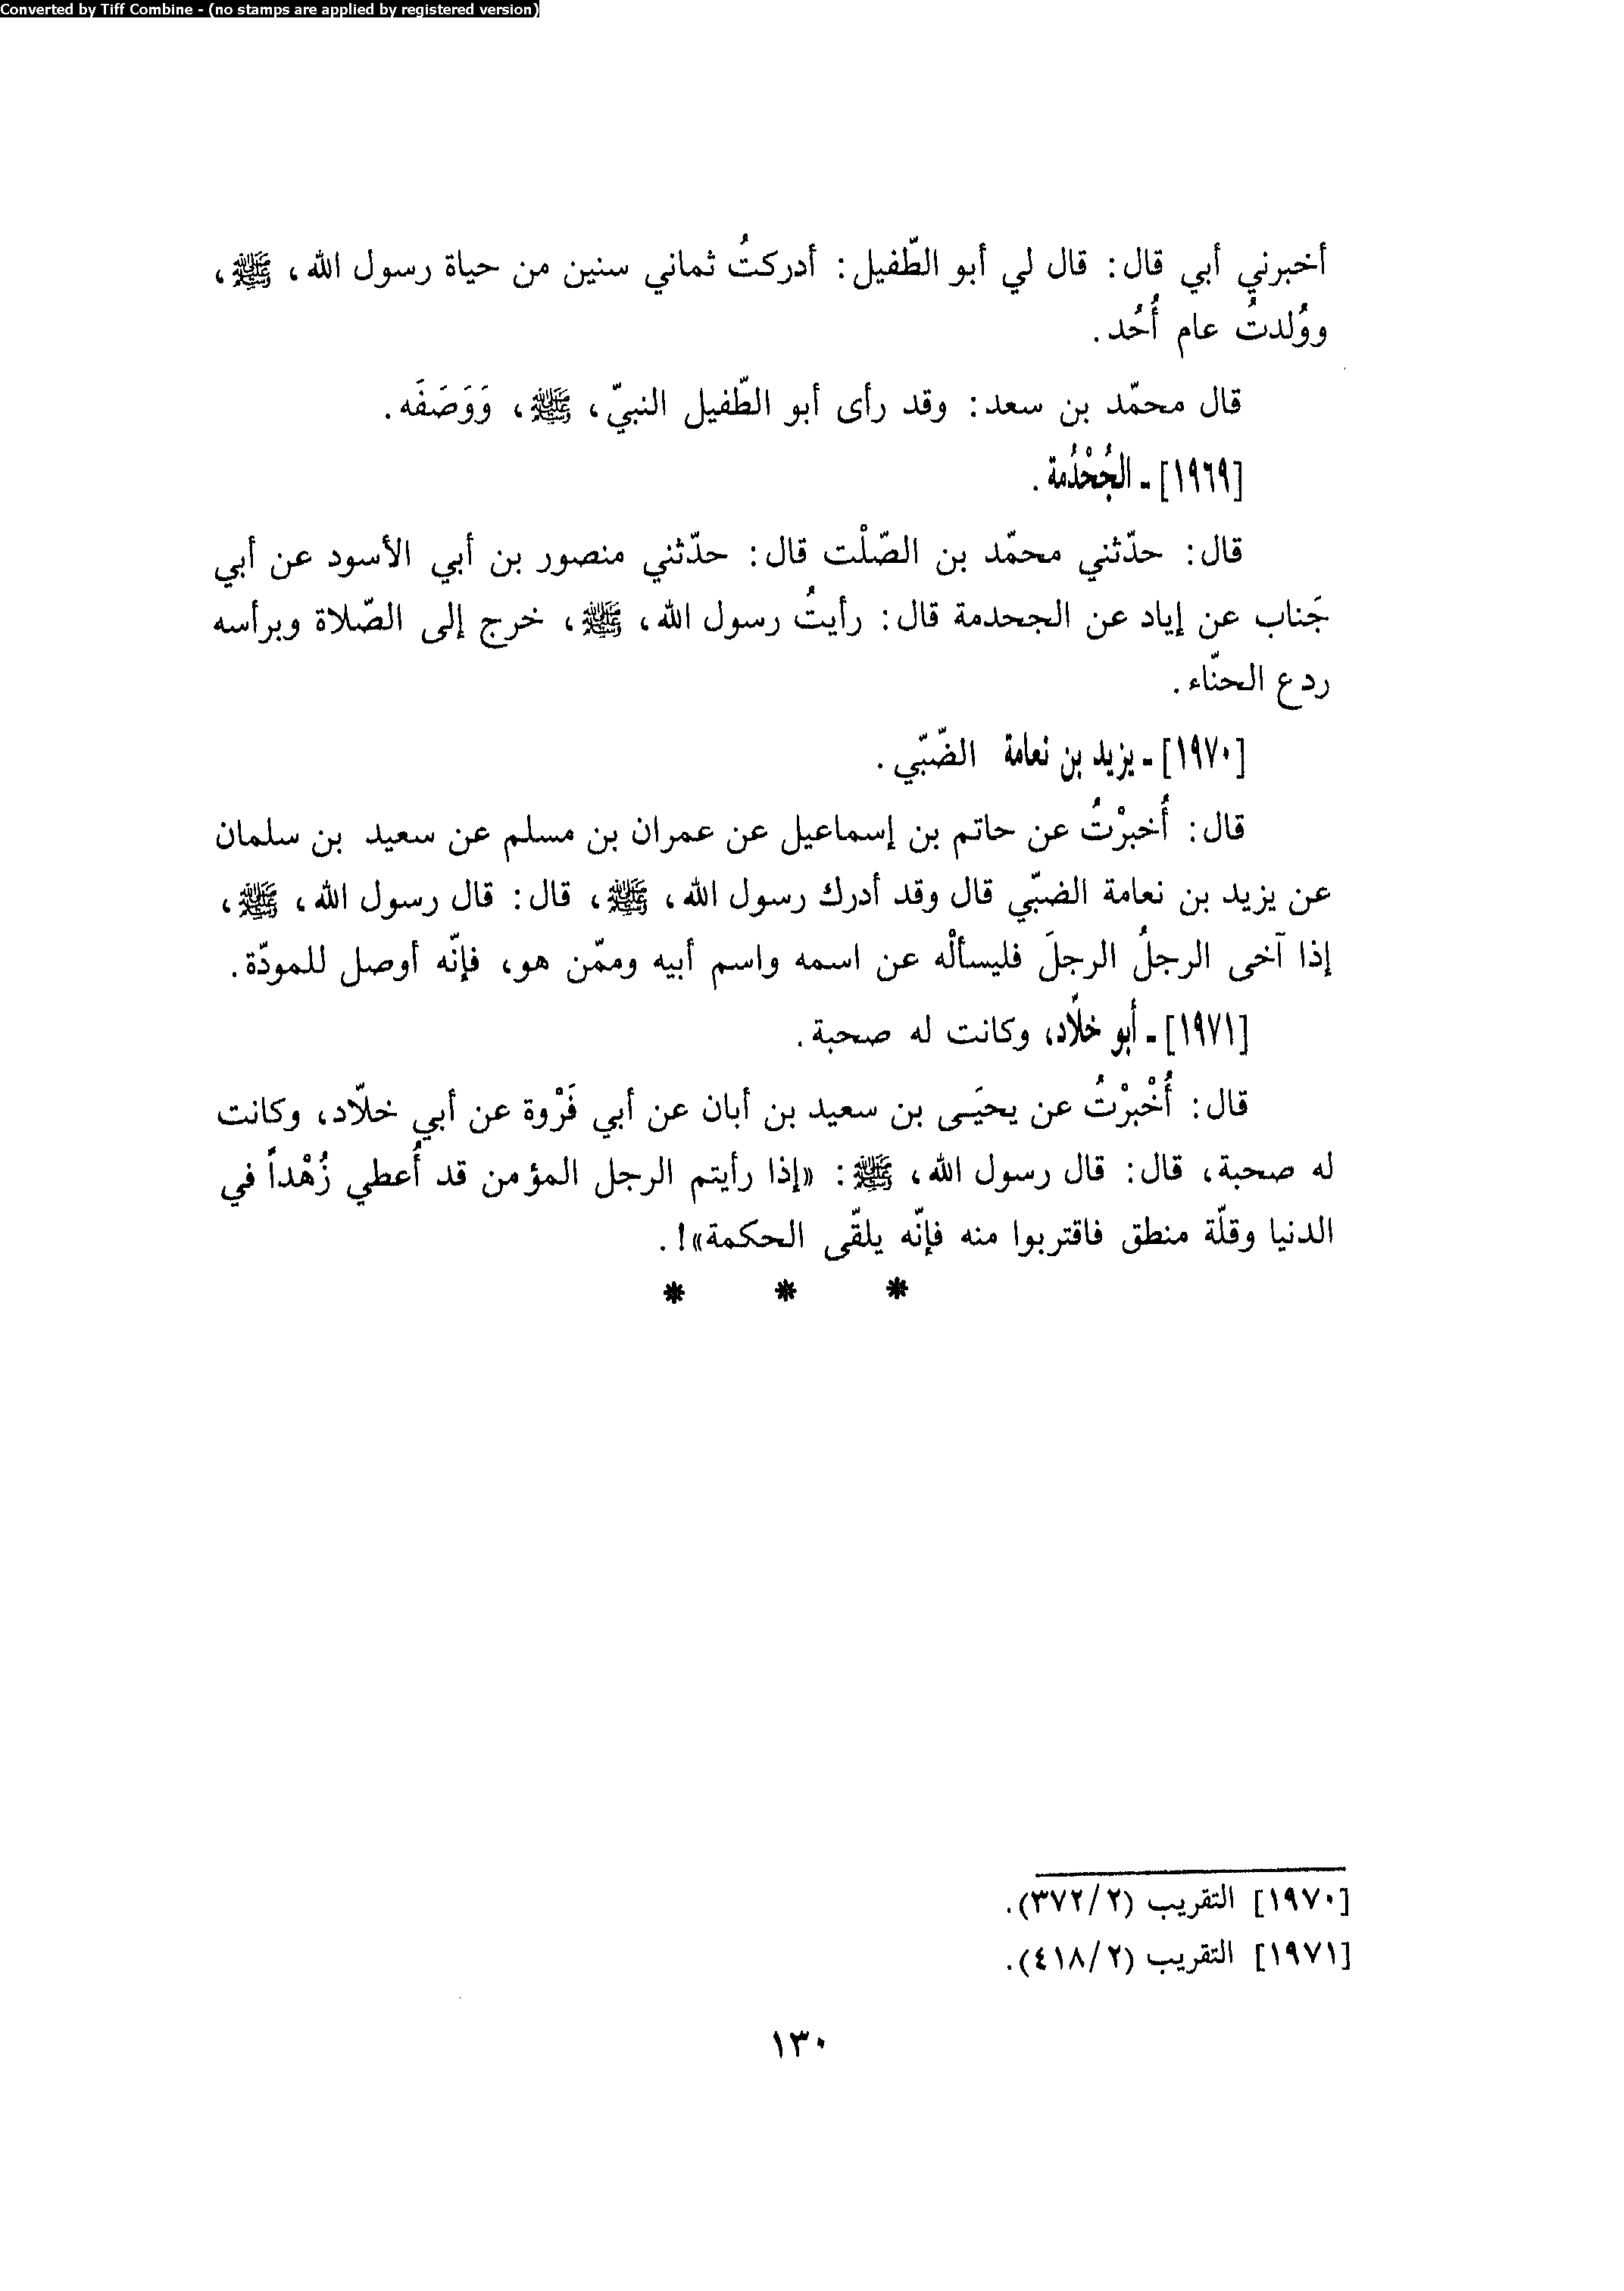 Converted by Tiff Combine - (no stamps are applied by registered version)
أخبرني أبي قال: قال لي أبو الطّفيل: أدركتُ ثماني سنين من حياة رسول الله، ﷺ،
ووُلدتُ عام أُحُد.
قال محمّد بن سعد: وقد رأى أبو الطّفيل النبيّ، ﷺ، وَوَصَفَه.
[١٩٦٩] - الجُحْدُمة.
قال: حدّثني محمّد بن الصّلْت قال: حدّثني منصور بن أبي الأسود عن أبي
جَناب عن إياد عن الجحدمة قال: رأيتُ رسول الله، ﷺ، خرج إلى الصّلاة وبرأسه
ردع الحنّاء.
[١٩٧٠] - يزيد بن نعامة الضّبّي.
قال: أُخبرْتُ عن حاتم بن إسماعيل عن عمران بن مسلم عن سعيد بن سلمان
عن يزيد بن نعامة الضبّي قال وقد أدرك رسول الله، ﷺ، قال: قال رسول الله، ﷺ،
إذا آخى الرجلُ الرجلَ فليسألْه عن اسمه واسم أبيه وممّن هو، فإنّه أوصل للمودّة.
[١٩٧١] - أبو خلّاد، وكانت له صحبة.
قال: أُخْبرْتُ عن يحيَى بن سعيد بن أبان عن أبي فَرْوة عن أبي خلّاد، وكانت
له صحبة، قال: قال رسول الله، ﷺ: «إذا رأيتم الرجل المؤمن قد أُعطي زُهْداً في
الدنيا وقلّة منطق فاقتربوا منه فإنّه يلقّى الحكمة»!.
* * *
[١٩٧٠] التقريب (٢/ ٣٧٢).
[١٩٧١] التقريب (٢/ ٤١٨).
١٣٠